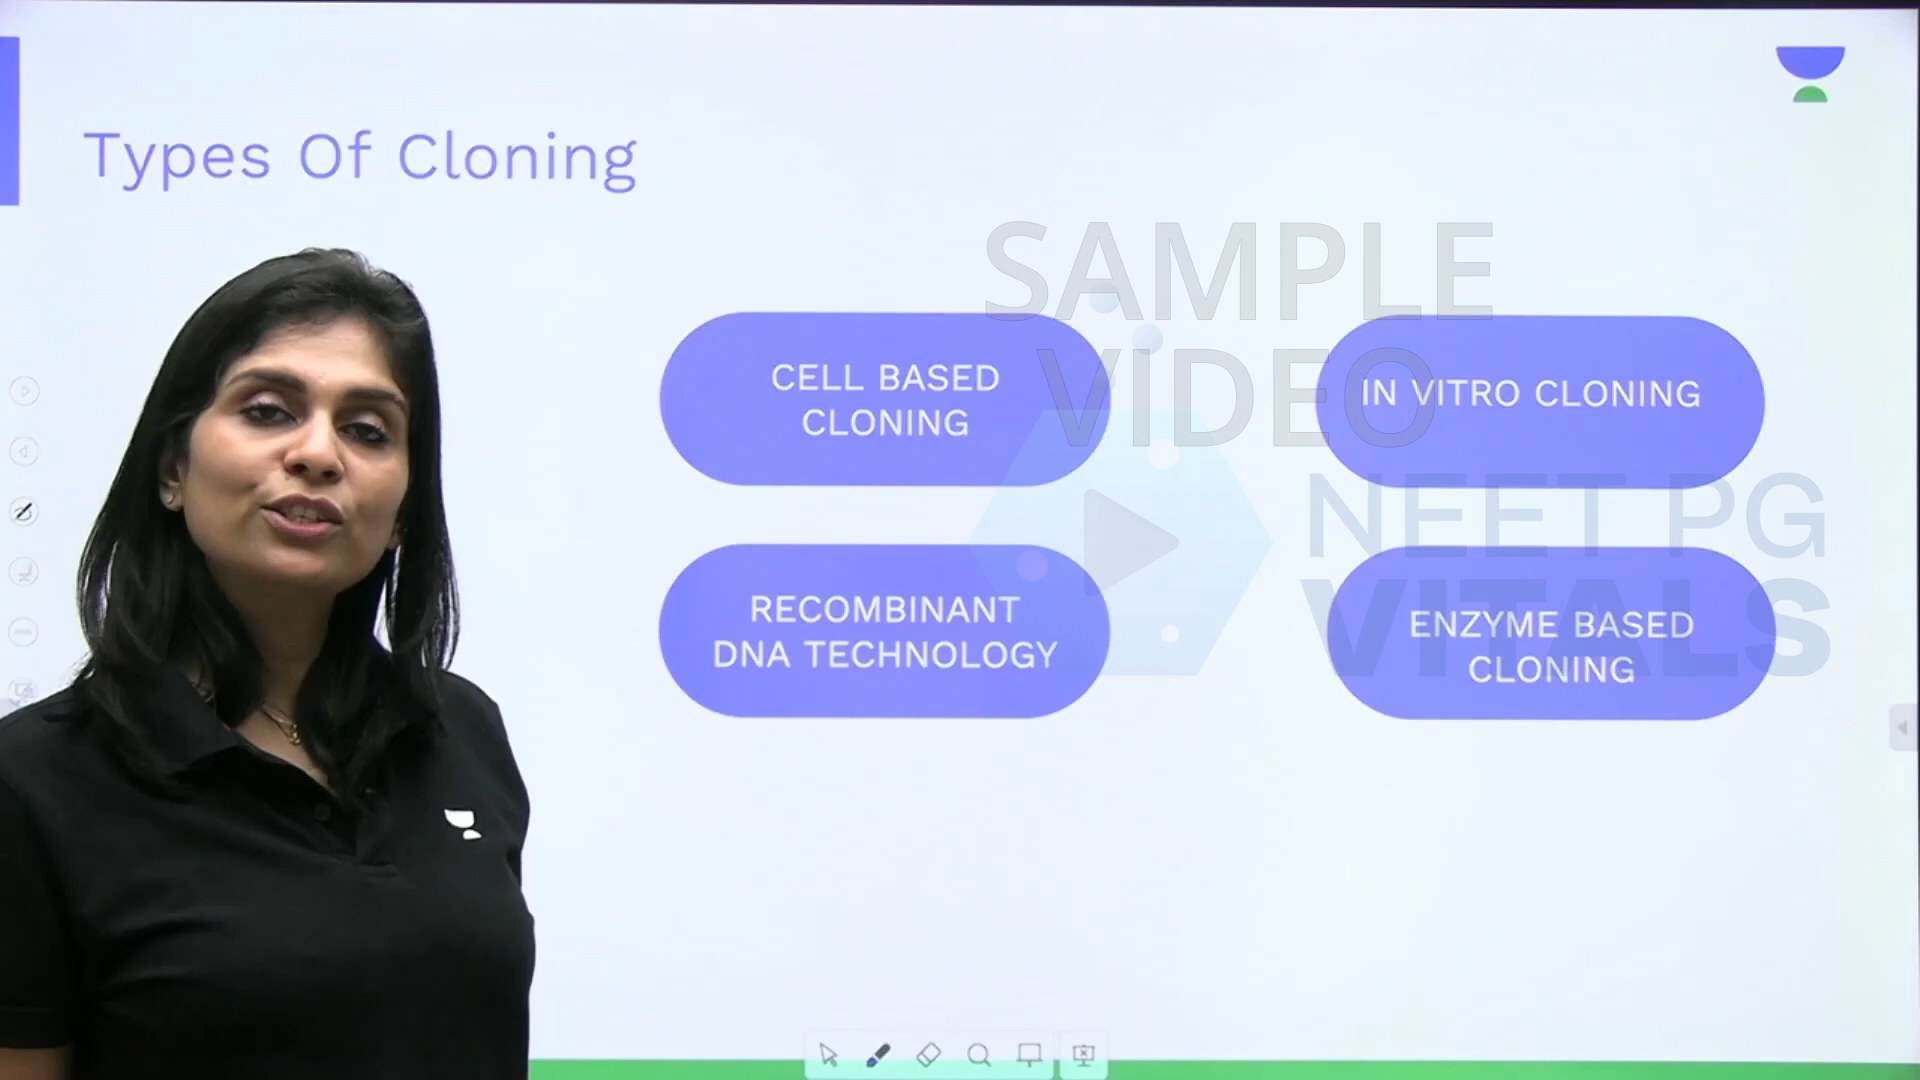 Types Of Cloning
SAMPLE
VIDEO
CELL BASED
CLONING
IN VITRO CLONING
NEET PG
VITALS
RECOMBINANT
DNA TECHNOLOGY
ENZYME BASED
CLONING